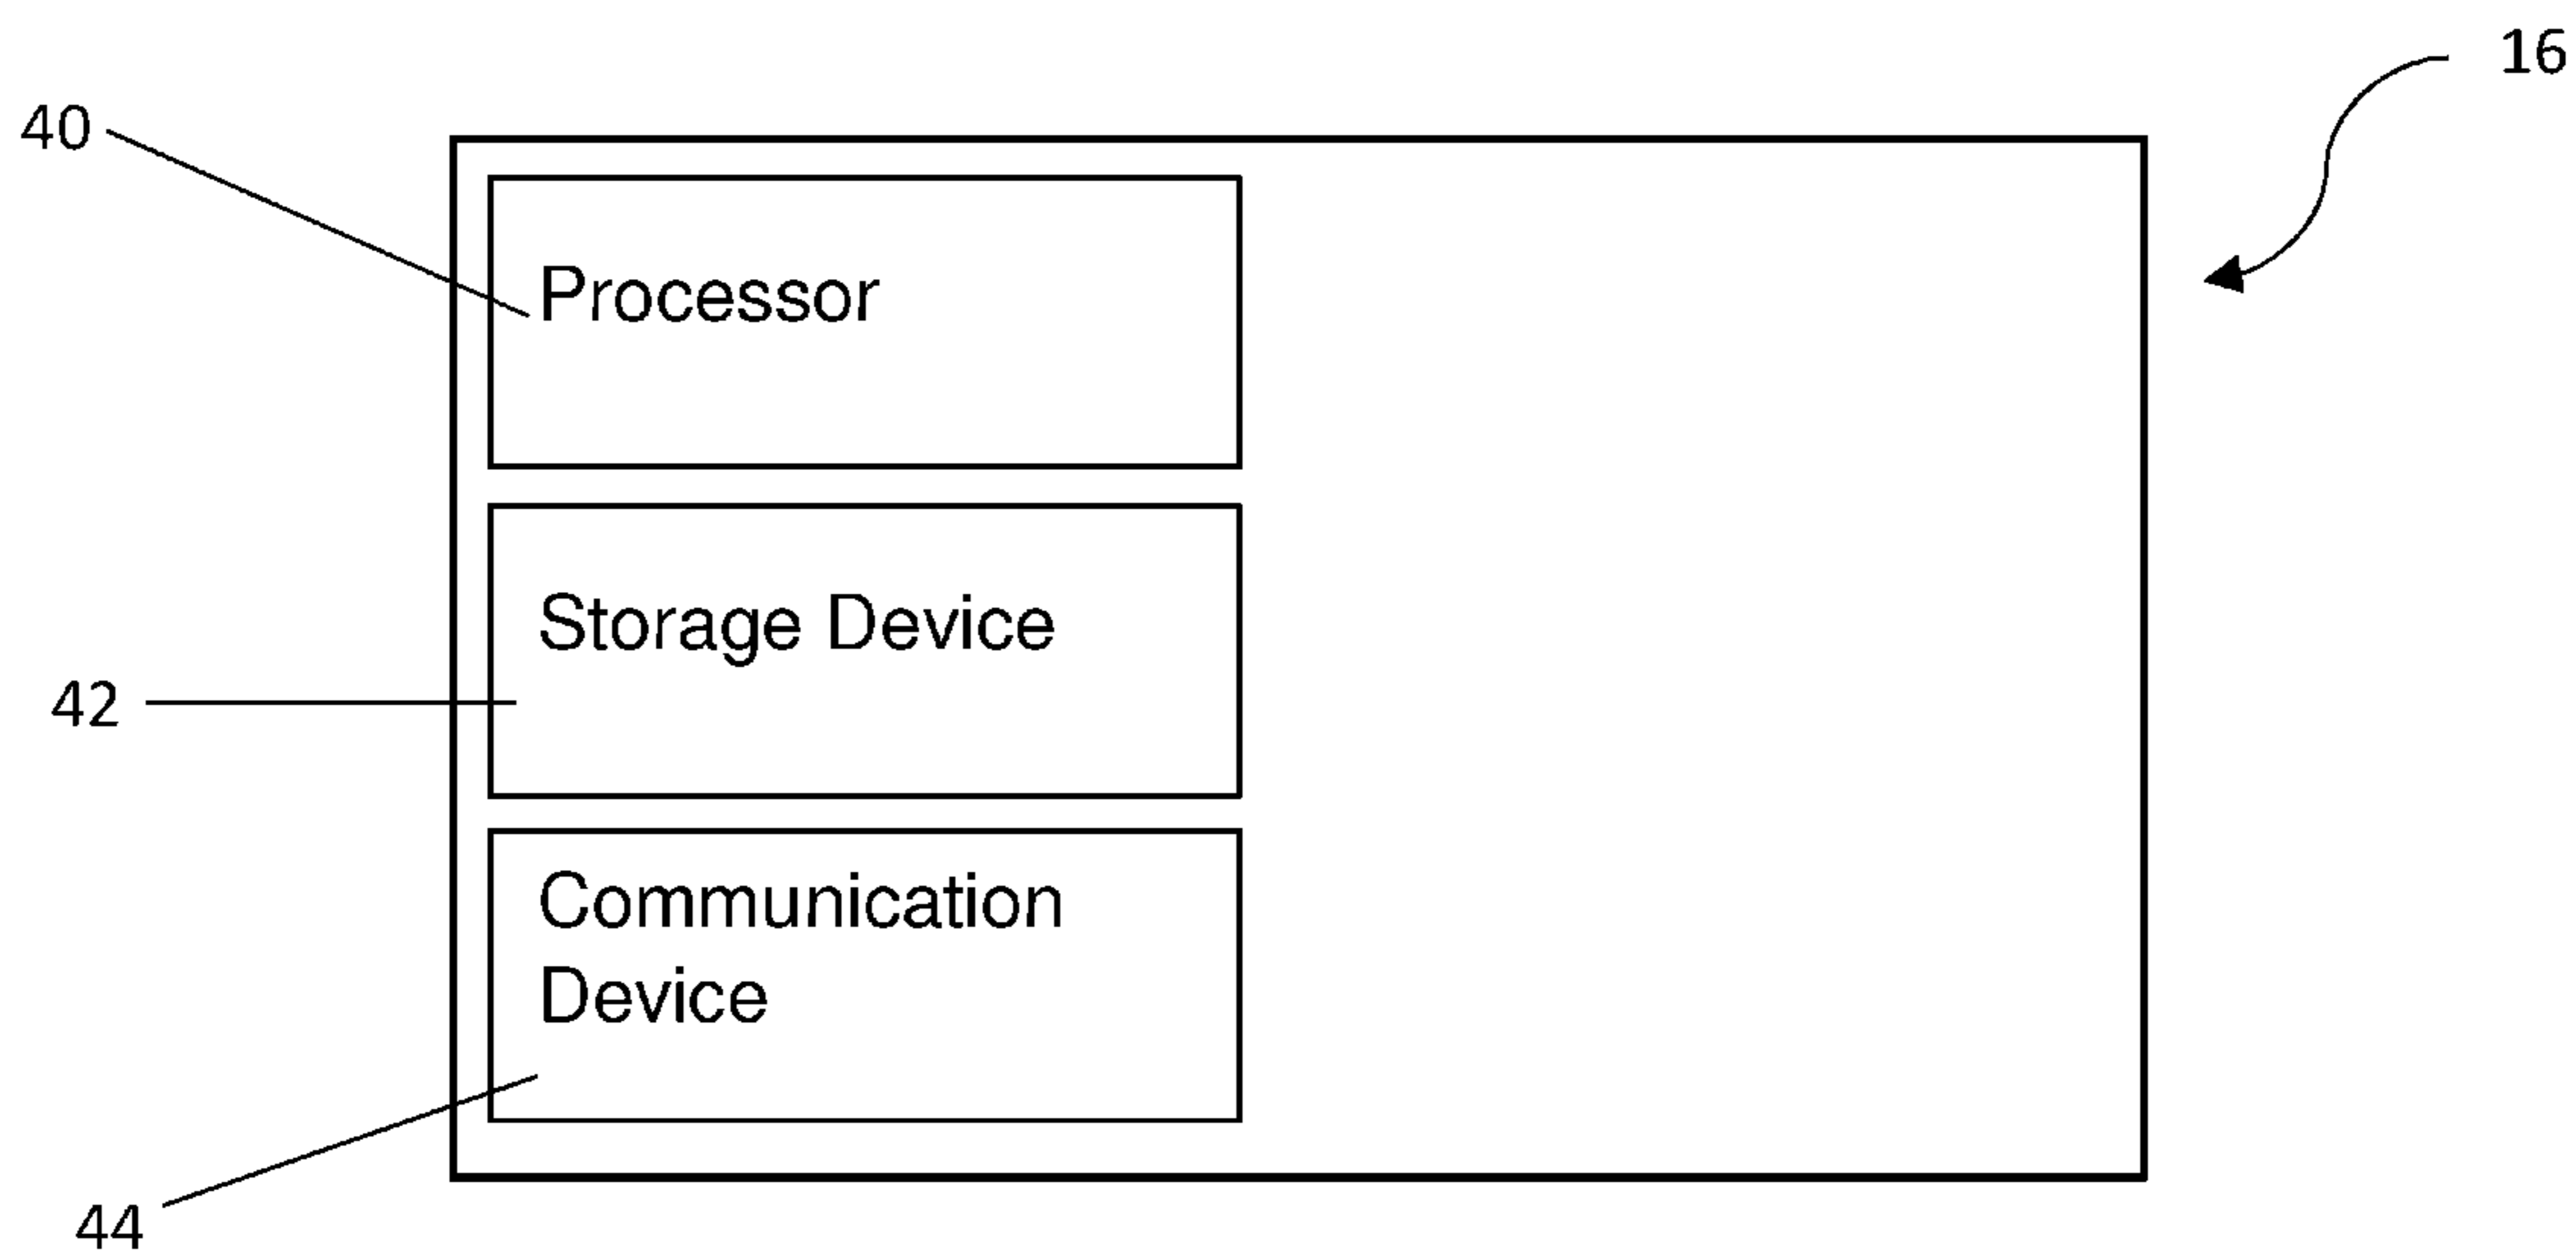 16
40
Processor
Storage Device
42
Communication
Device
44